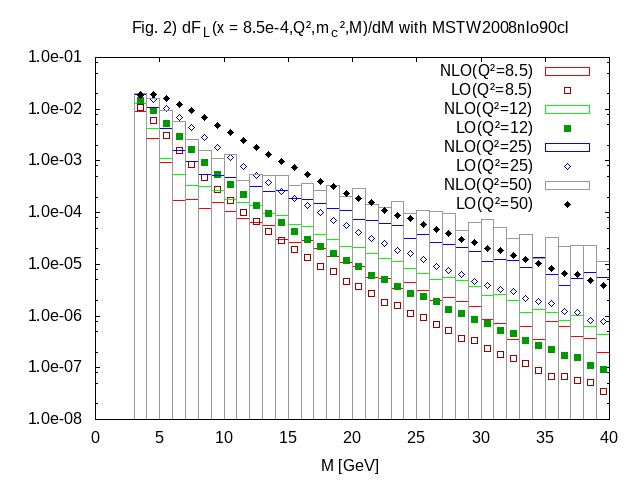 Fig. 2) dF_L(x = 8.5e-4,Q²,m_c²,M)/dM with MSTW2008nlo90cl
1.0e-01
1.0e-02
1.0e-03
1.0e-04
1.0e-05
1.0e-06
1.0e-07
1.0e-08
NLO(Q²=8.5)
LO(Q²=8.5)
NLO(Q²=12)
LO(Q²=12)
NLO(Q²=25)
LO(Q²=25)
NLO(Q²=50)
LO(Q²=50)
0 5 10 15 20 25 30 35 40
M [GeV]